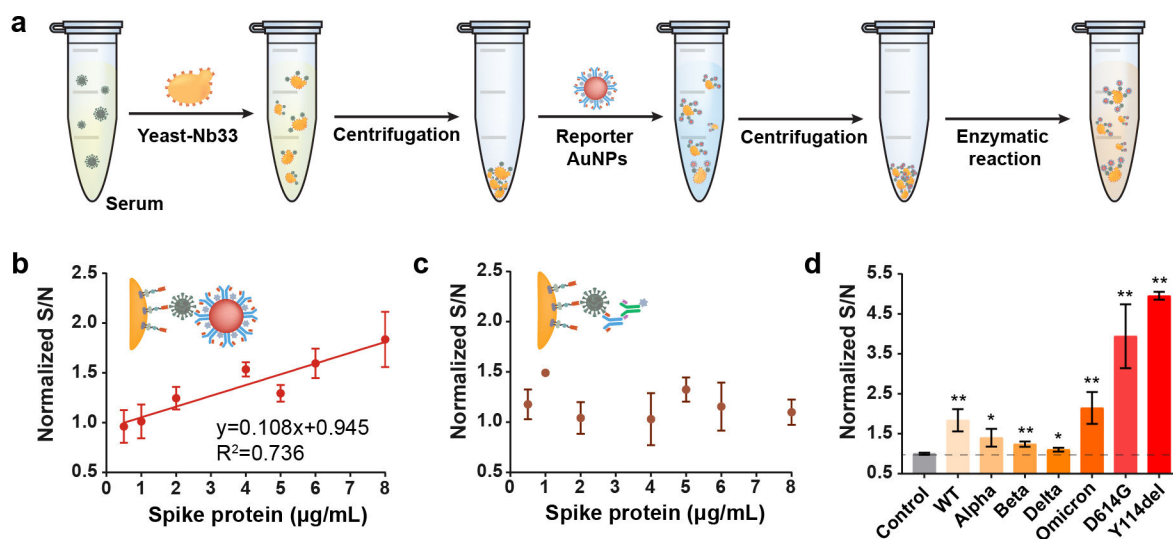 a
Serum
Yeast-Nb33
Centrifugation
Reporter
AuNPs
Centrifugation
Enzymatic
reaction
b
Normalized S/N
2.5
2.0
1.5
1.0
0.5
y=0.108x+0.945
R²=0.736
0 1 2 3 4 5 6 7 8
Spike protein (µg/mL)
c
Normalized S/N
2.5
2.0
1.5
1.0
0.5
0 1 2 3 4 5 6 7 8
Spike protein (µg/mL)
d
Normalized S/N
5.5
4.5
3.5
2.5
1.5
0.5
** * ** * ** ** **
Control
WT
Alpha
Beta
Delta
Omicron
D614G
Y114del